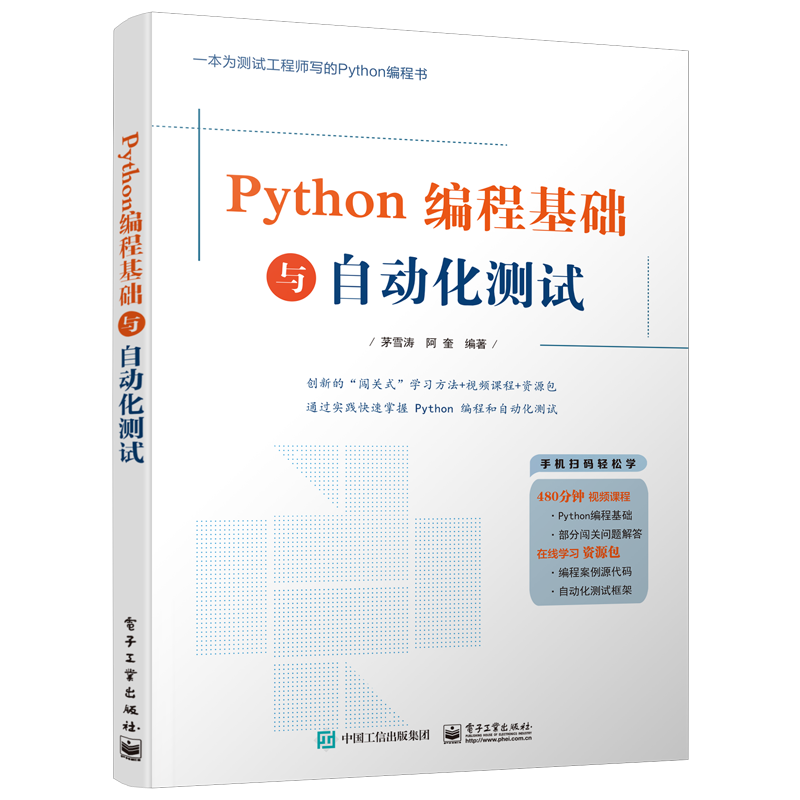 一本为测试工程师写的Python编程书
Python 编程基础
与 自动化测试
/ 茅雪涛 阿 奎 编著 /
创新的“闯关式”学习方法+视频课程+资源包
通过实践快速掌握 Python 编程和自动化测试
手机扫码轻松学
480分钟 视频课程
·Python编程基础
·部分闯关问题解答
在线学习 资源包
·编程案例源代码
·自动化测试框架
中国工信出版集团
電子工業出版社.
PUBLISHING HOUSE OF ELECTRONICS INDUSTRY
http://www.phei.com.cn
Python编程基础与自动化测试
電子工業出版社.